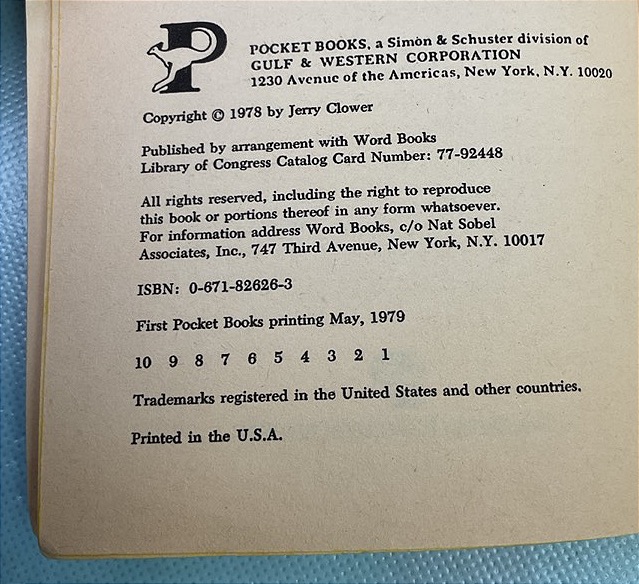 P
POCKET BOOKS, a Simon & Schuster division of
GULF & WESTERN CORPORATION
1230 Avenue of the Americas, New York, N.Y. 10020
Copyright © 1978 by Jerry Clower
Published by arrangement with Word Books
Library of Congress Catalog Card Number: 77-92448
All rights reserved, including the right to reproduce
this book or portions thereof in any form whatsoever.
For information address Word Books, c/o Nat Sobel
Associates, Inc., 747 Third Avenue, New York, N.Y. 10017
ISBN: 0-671-82626-3
First Pocket Books printing May, 1979
10 9 8 7 6 5 4 3 2 1
Trademarks registered in the United States and other countries.
Printed in the U.S.A.